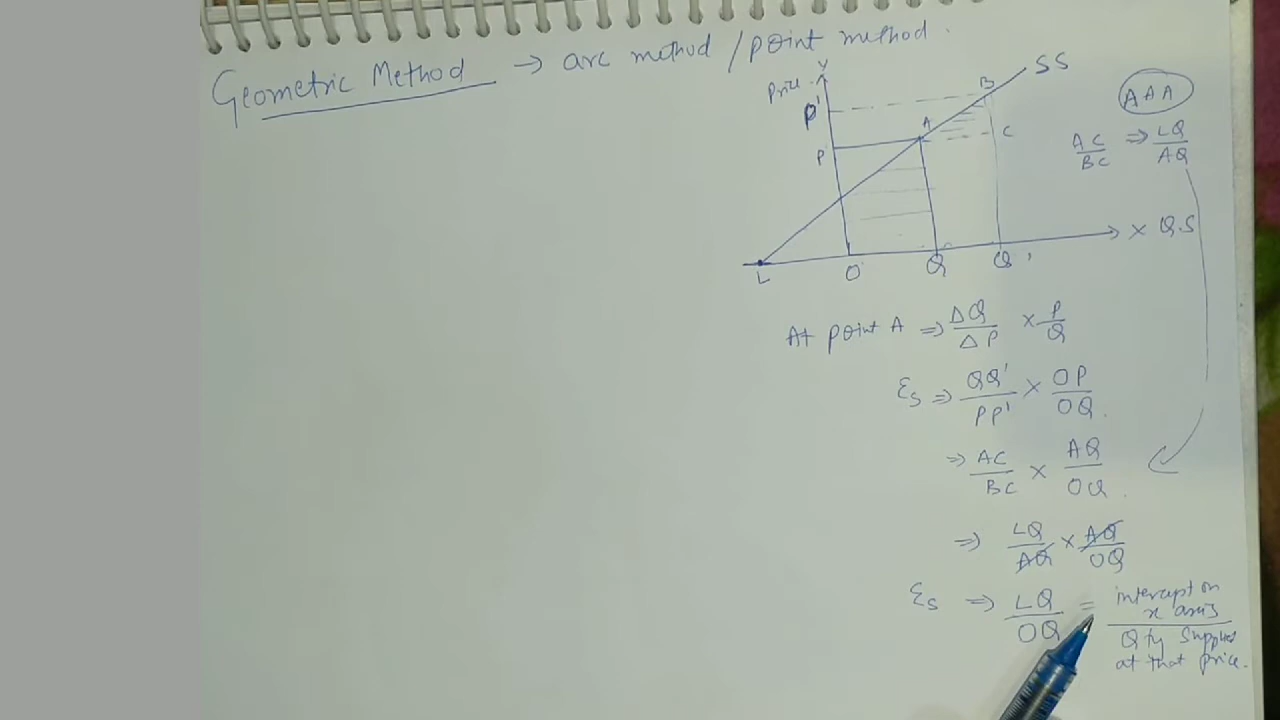 Geometric Method → arc method / point method.
Y
Price
P'
B
SS
A
P
C
L
O
Q
Q'
X Q.S
AAA
AC/BC ⇒ LQ/AQ
At point A ⇒ ΔQ/ΔP × P/Q
Es ⇒ QQ'/PP' × OP/OQ
⇒ AC/BC × AQ/OQ
⇒ LQ/AQ × AQ/OQ
Es ⇒ LQ/OQ = intercept on x axis / Qty supplied at that price.